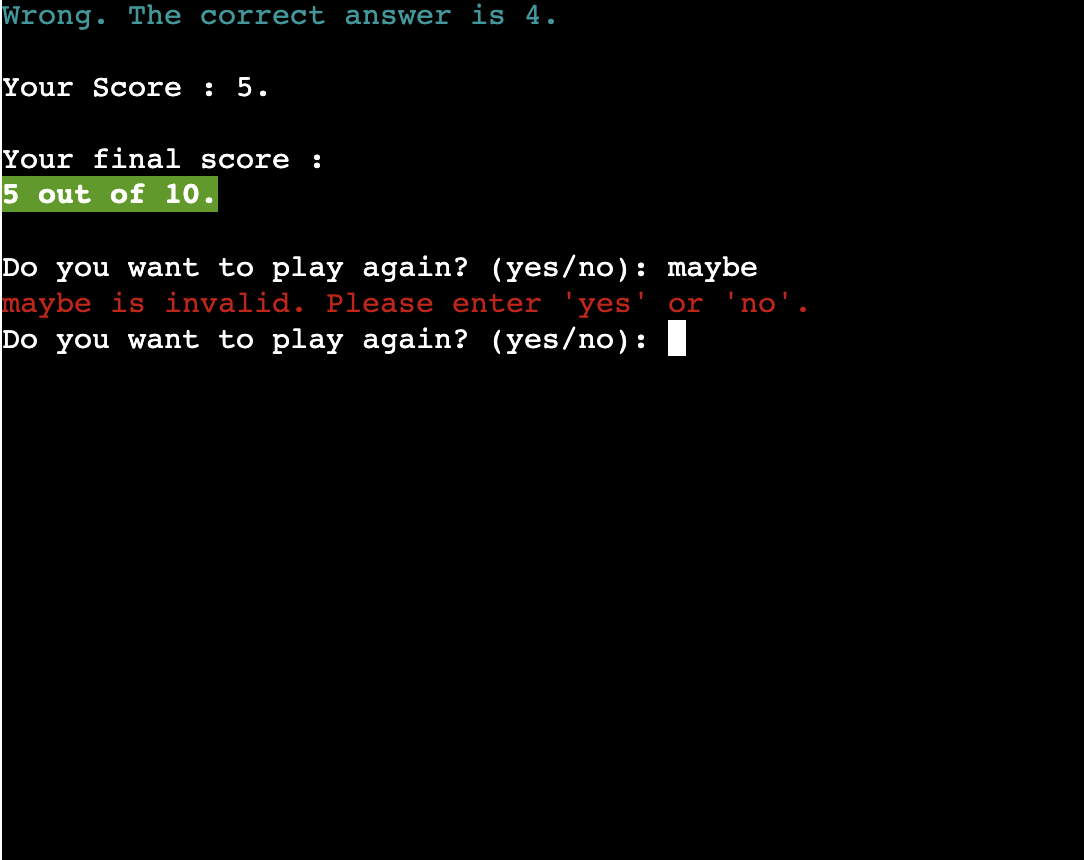 Wrong. The correct answer is 4.
Your Score : 5.
Your final score :
5 out of 10.
Do you want to play again? (yes/no): maybe
maybe is invalid. Please enter 'yes' or 'no'.
Do you want to play again? (yes/no):